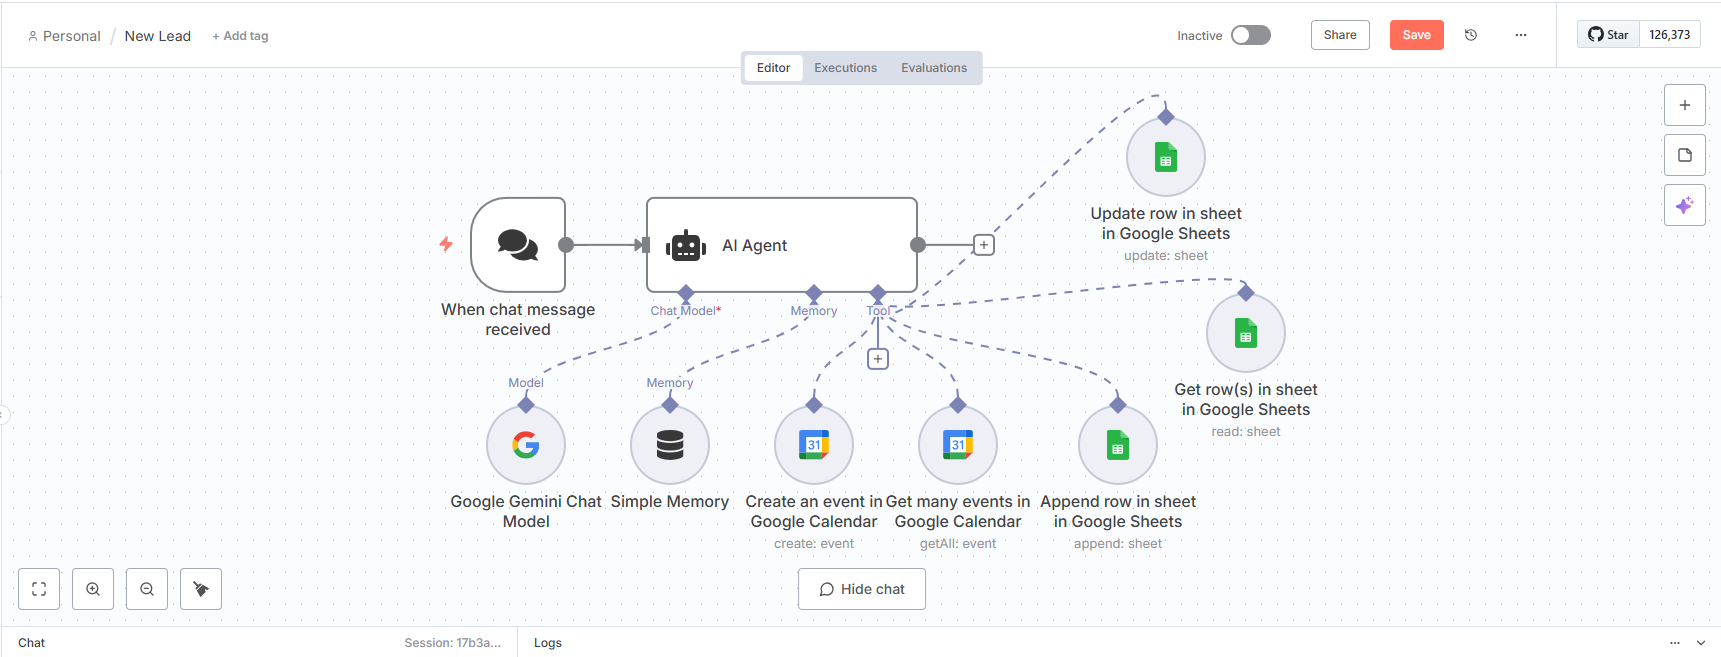 Personal / New Lead + Add tag
Inactive
Share
Save
...
Star 126,373
Editor Executions Evaluations
Update row in sheet
in Google Sheets
update: sheet
AI Agent
When chat message
received
Chat Model*
Memory
Tool
Get row(s) in sheet
in Google Sheets
read: sheet
Model
Memory
31
31
Google Gemini Chat
Model
Simple Memory
Create an event in
Google Calendar
create: event
Get many events in
Google Calendar
getAll: event
Append row in sheet
in Google Sheets
append: sheet
Hide chat
Chat
Session: 17b3a...
Logs
...